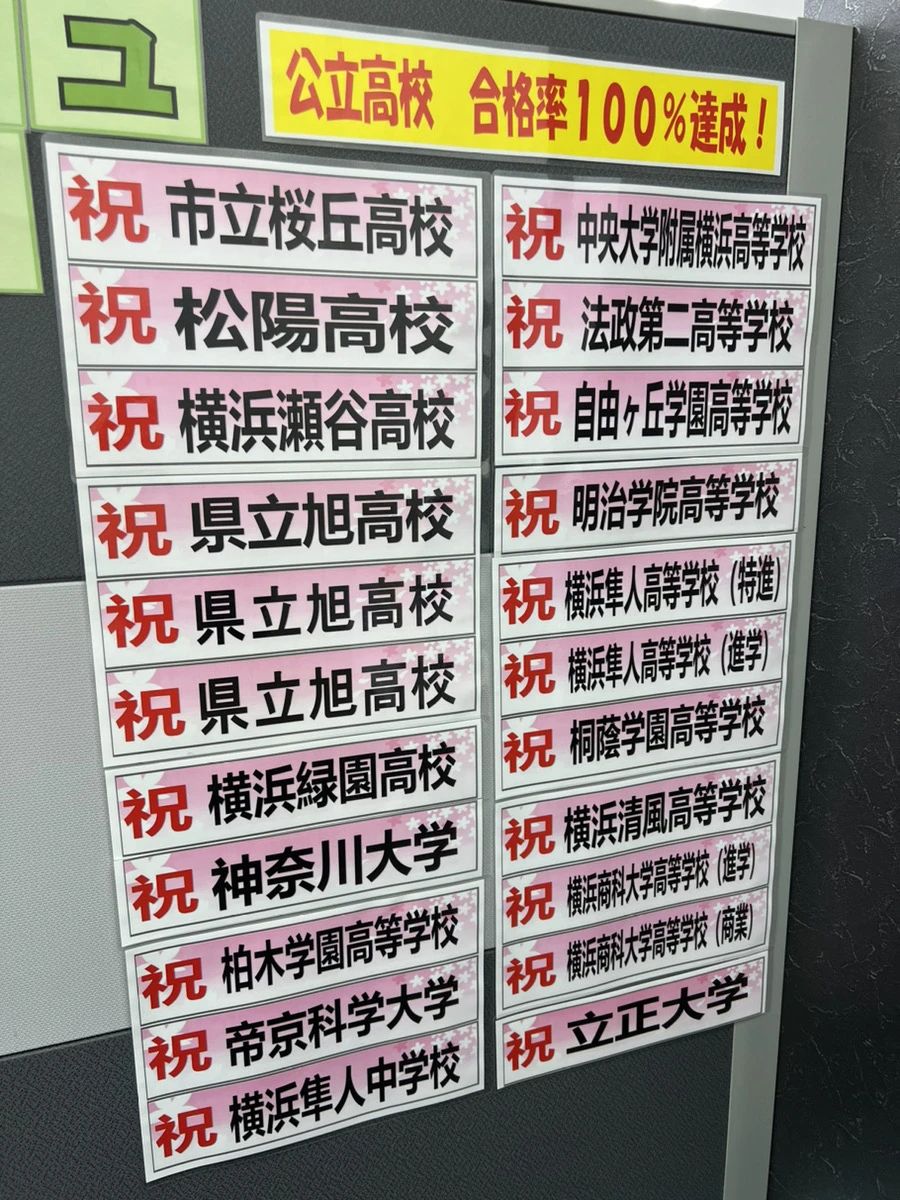 ユ
公立高校 合格率100%達成!
祝 市立桜丘高校
祝 松陽高校
祝 横浜瀬谷高校
祝 県立旭高校
祝 県立旭高校
祝 県立旭高校
祝 横浜緑園高校
祝 神奈川大学
祝 柏木学園高等学校
祝 帝京科学大学
祝 横浜隼人中学校
祝 中央大学附属横浜高等学校
祝 法政第二高等学校
祝 自由ヶ丘学園高等学校
祝 明治学院高等学校
祝 横浜隼人高等学校(特進)
祝 横浜隼人高等学校(進学)
祝 桐蔭学園高等学校
祝 横浜清風高等学校
祝 横浜商科大学高等学校(進学)
祝 横浜商科大学高等学校(商業)
祝 立正大学